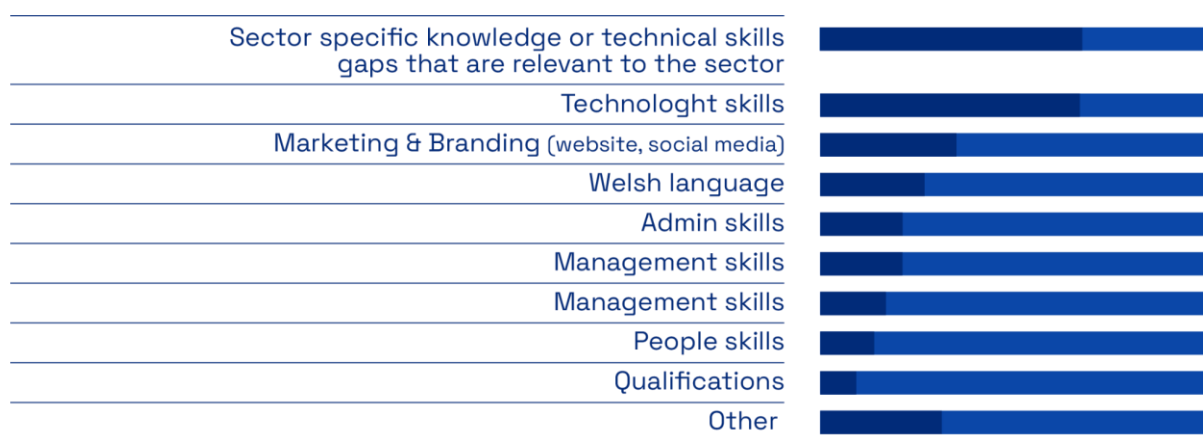 Sector specific knowledge or technical skills
gaps that are relevant to the sector
Technologht skills
Marketing & Branding (website, social media)
Welsh language
Admin skills
Management skills
Management skills
People skills
Qualifications
Other